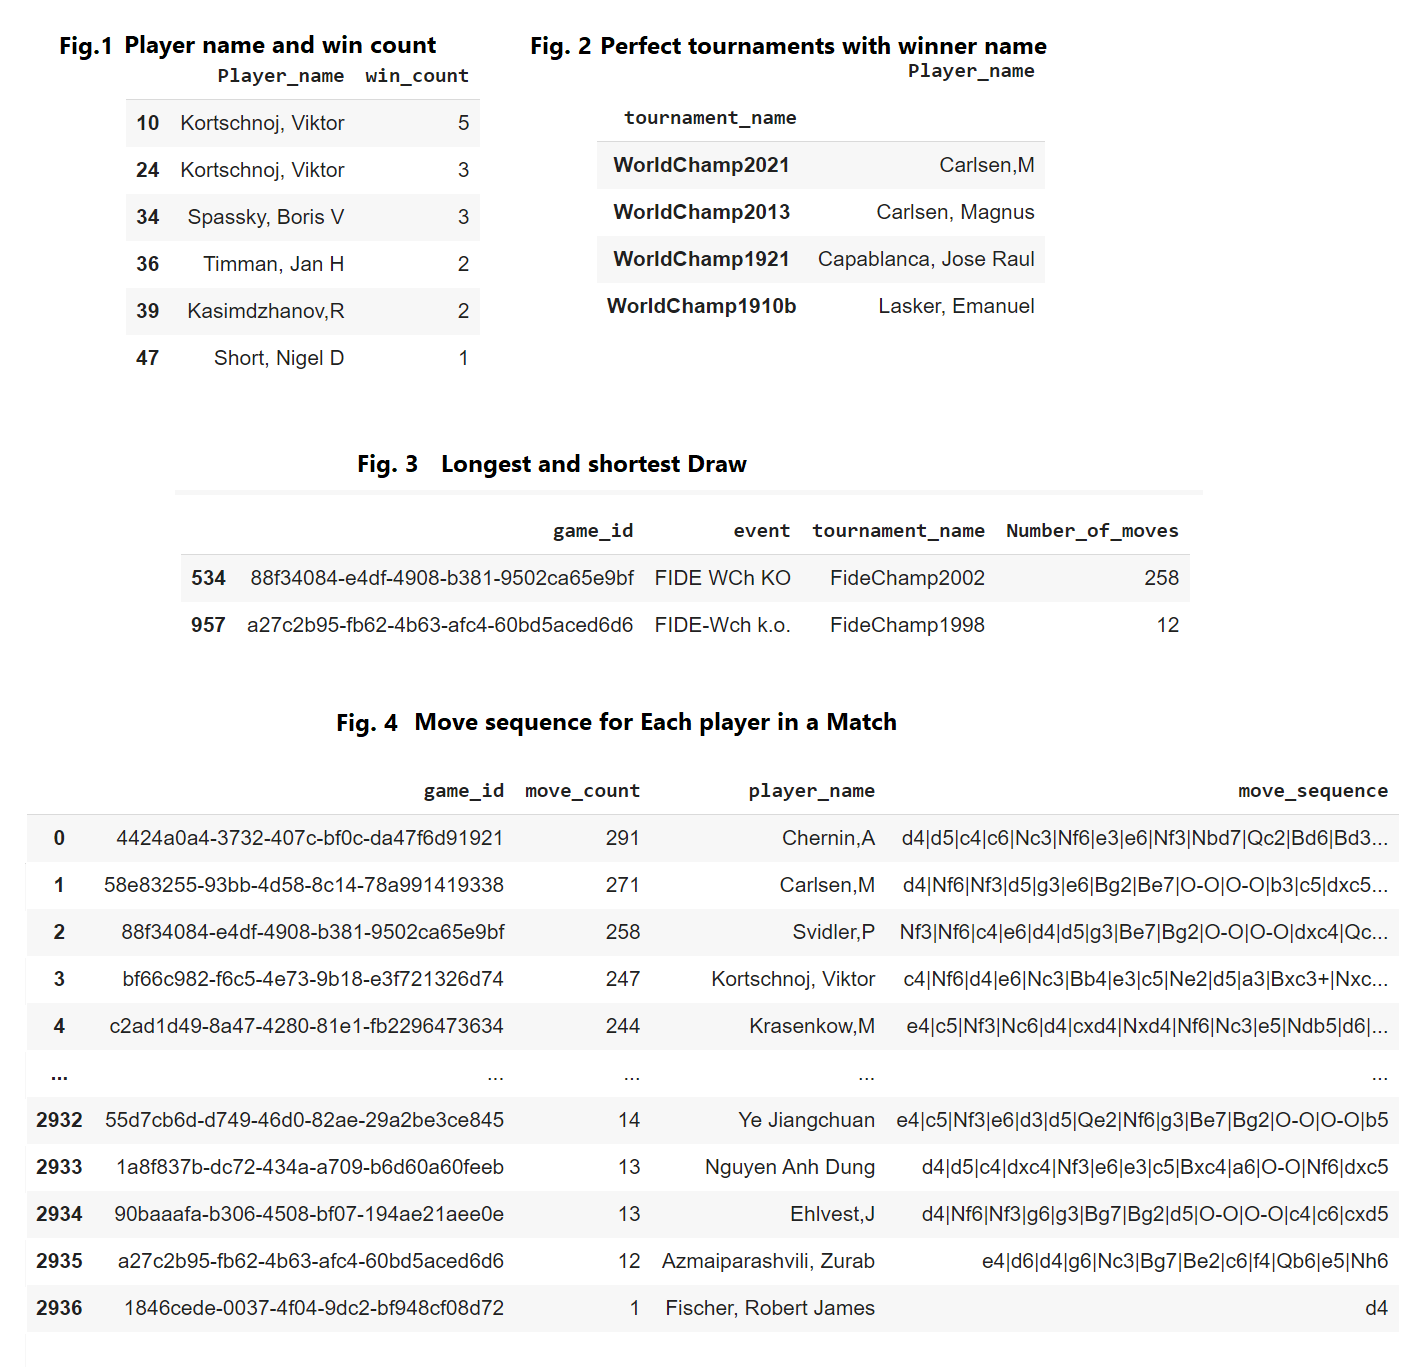 Fig.1 Player name and win count
Player_name win_count
10 Kortschnoj, Viktor 5
24 Kortschnoj, Viktor 3
34 Spassky, Boris V 3
36 Timman, Jan H 2
39 Kasimdzhanov,R 2
47 Short, Nigel D 1
Fig. 2 Perfect tournaments with winner name
Player_name
tournament_name
WorldChamp2021 Carlsen,M
WorldChamp2013 Carlsen, Magnus
WorldChamp1921 Capablanca, Jose Raul
WorldChamp1910b Lasker, Emanuel
Fig. 3 Longest and shortest Draw
game_id event tournament_name Number_of_moves
534 88f34084-e4df-4908-b381-9502ca65e9bf FIDE WCh KO FideChamp2002 258
957 a27c2b95-fb62-4b63-afc4-60bd5aced6d6 FIDE-Wch k.o. FideChamp1998 12
Fig. 4 Move sequence for Each player in a Match
game_id move_count player_name move_sequence
0 4424a0a4-3732-407c-bf0c-da47f6d91921 291 Chernin,A d4|d5|c4|c6|Nc3|Nf6|e3|e6|Nf3|Nbd7|Qc2|Bd6|Bd3...
1 58e83255-93bb-4d58-8c14-78a991419338 271 Carlsen,M d4|Nf6|Nf3|d5|g3|e6|Bg2|Be7|O-O|O-O|b3|c5|dxc5...
2 88f34084-e4df-4908-b381-9502ca65e9bf 258 Svidler,P Nf3|Nf6|c4|e6|d4|d5|g3|Be7|Bg2|O-O|O-O|dxc4|Qc...
3 bf66c982-f6c5-4e73-9b18-e3f721326d74 247 Kortschnoj, Viktor c4|Nf6|d4|e6|Nc3|Bb4|e3|c5|Ne2|d5|a3|Bxc3+|Nxc...
4 c2ad1d49-8a47-4280-81e1-fb2296473634 244 Krasenkow,M e4|c5|Nf3|Nc6|d4|cxd4|Nxd4|Nf6|Nc3|e5|Ndb5|d6|...
... ... ... ... ...
2932 55d7cb6d-d749-46d0-82ae-29a2be3ce845 14 Ye Jiangchuan e4|c5|Nf3|e6|d3|d5|Qe2|Nf6|g3|Be7|Bg2|O-O|O-O|b5
2933 1a8f837b-dc72-434a-a709-b6d60a60feeb 13 Nguyen Anh Dung d4|d5|c4|dxc4|Nf3|e6|e3|c5|Bxc4|a6|O-O|Nf6|dxc5
2934 90baaafa-b306-4508-bf07-194ae21aee0e 13 Ehlvest,J d4|Nf6|Nf3|g6|g3|Bg7|Bg2|d5|O-O|O-O|c4|c6|cxd5
2935 a27c2b95-fb62-4b63-afc4-60bd5aced6d6 12 Azmaiparashvili, Zurab e4|d6|d4|g6|Nc3|Bg7|Be2|c6|f4|Qb6|e5|Nh6
2936 1846cede-0037-4f04-9dc2-bf948cf08d72 1 Fischer, Robert James d4